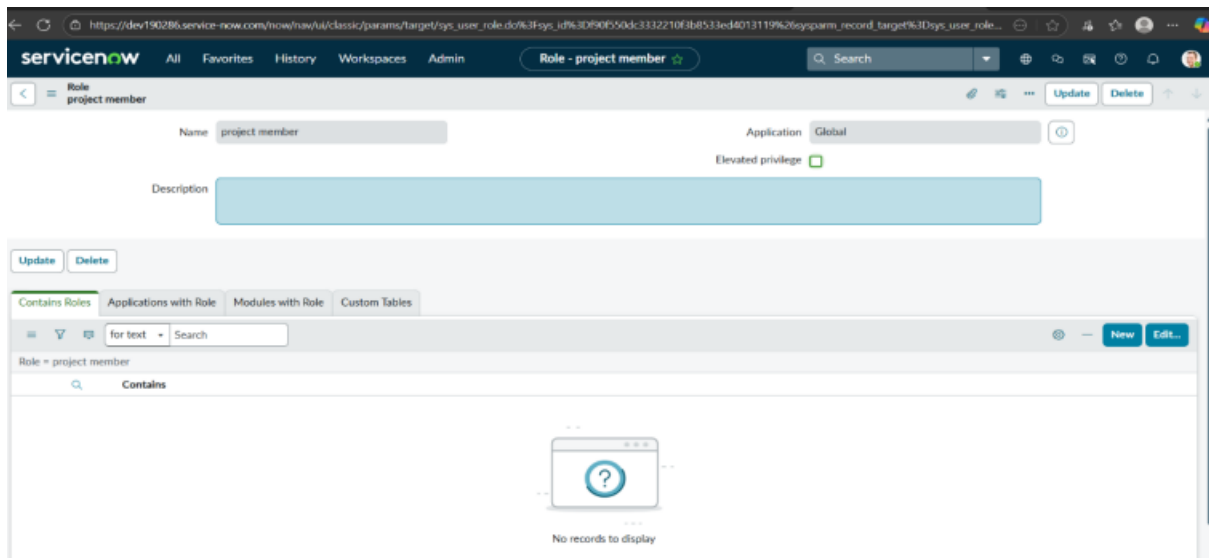 https://dev190286.service-now.com/now/nav/ui/classic/params/target/sys_user_role.do%3Fsys_id%3Df90f550dc3332210f3b8533ed4013119%26sysparm_record_target%3Dsys_user_role...
servicenow All Favorites History Workspaces Admin Role - project member Search
Role
project member
Update Delete
Name project member Application Global
Elevated privilege
Description
Update Delete
Contains Roles Applications with Role Modules with Role Custom Tables
for text Search New Edit...
Role = project member
Contains
No records to display